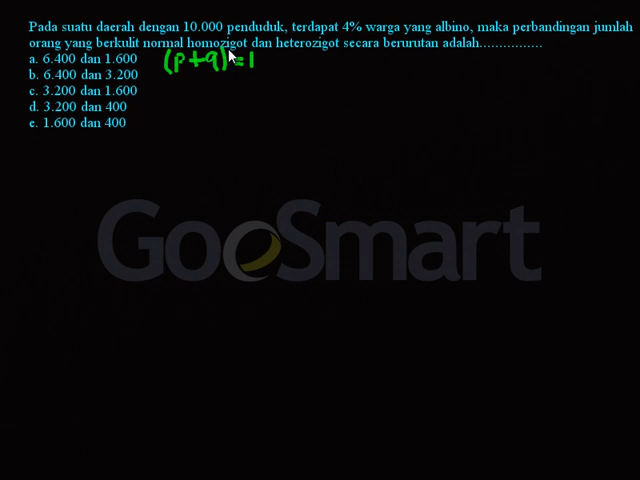 Pada suatu daerah dengan 10.000 penduduk, terdapat 4% warga yang albino, maka perbandingan jumlah
orang yang berkulit normal homozigot dan heterozigot secara berurutan adalah................
a. 6.400 dan 1.600
(p+q)=1
b. 6.400 dan 3.200
c. 3.200 dan 1.600
d. 3.200 dan 400
e. 1.600 dan 400
GooSmart